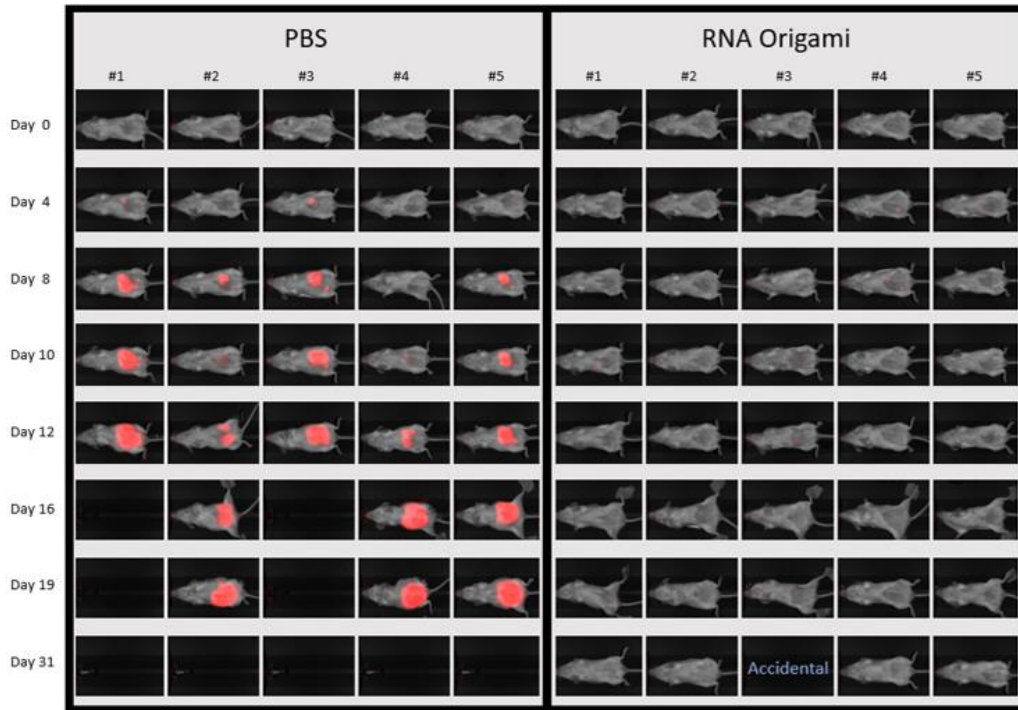 PBS RNA Origami
#1 #2 #3 #4 #5 #1 #2 #3 #4 #5
Day 0
Day 4
Day 8
Day 10
Day 12
Day 16
Day 19
Day 31
Accidental